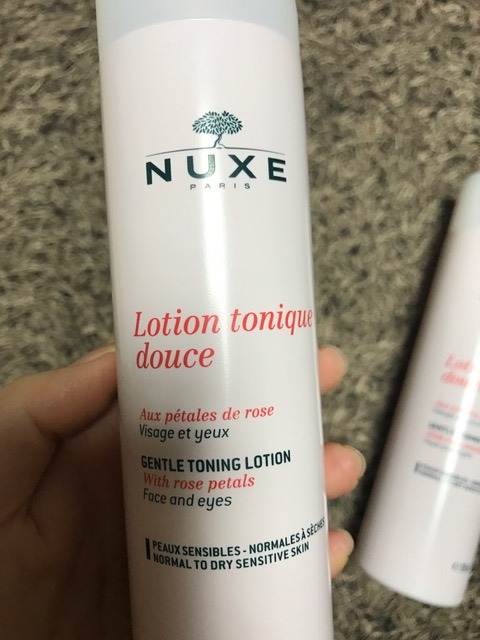 NUXE
PARIS
Lotion tonique
douce
Aux pétales de rose
Visage et yeux
GENTLE TONING LOTION
With rose petals
Face and eyes
PEAUX SENSIBLES - NORMALES À SÈCHES
NORMAL TO DRY SENSITIVE SKIN